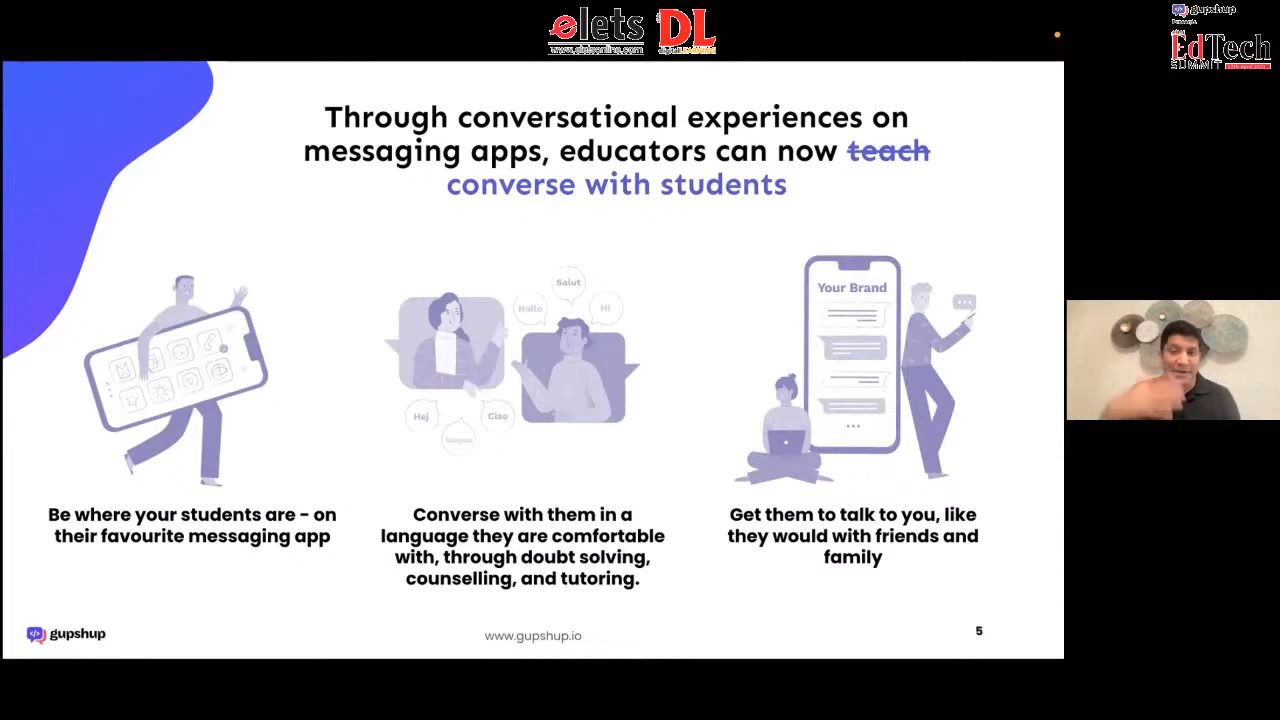 elets
DL
gupshup
EdTech
SUMMIT
Through conversational experiences on
messaging apps, educators can now teach
converse with students
Salut
Hallo
Hi
Hej
Ciao
Your Brand
Be where your students are - on
their favourite messaging app
Converse with them in a
language they are comfortable
with, through doubt solving,
counselling, and tutoring.
Get them to talk to you, like
they would with friends and
family
gupshup
www.gupshup.io
5